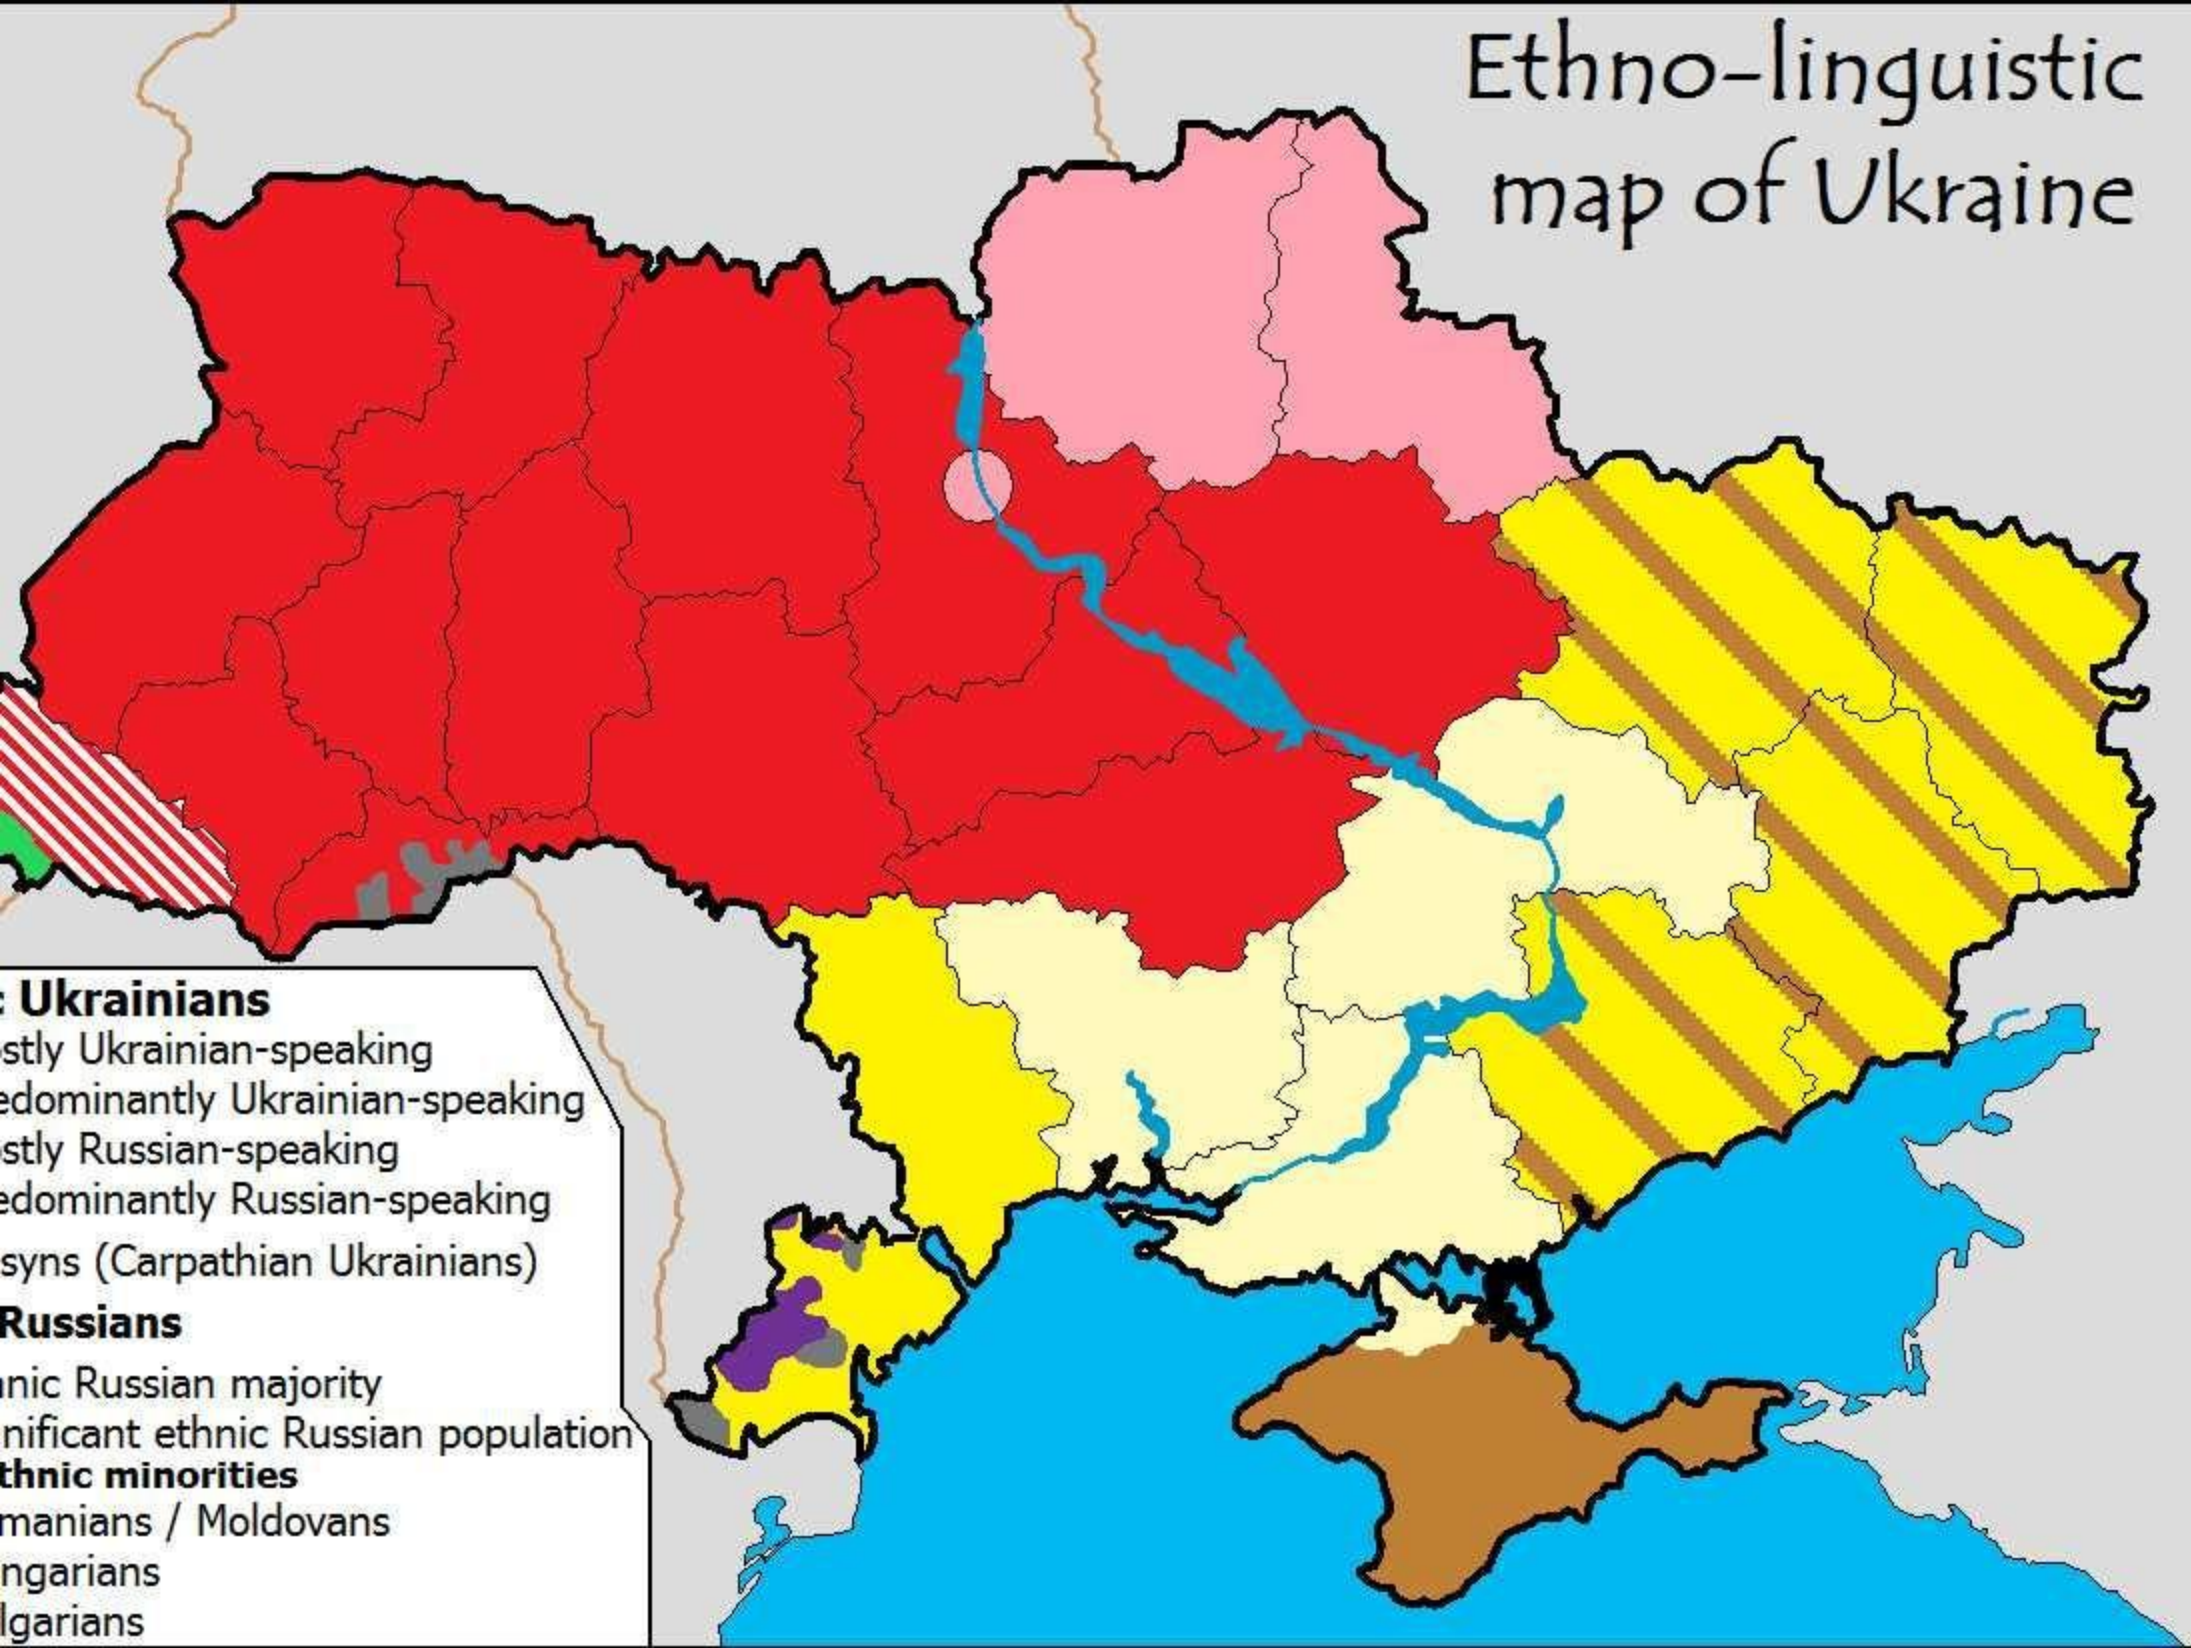 Ethno-linguistic
map of Ukraine
: Ukrainians
ostly Ukrainian-speaking
edominantly Ukrainian-speaking
ostly Russian-speaking
edominantly Russian-speaking
syns (Carpathian Ukrainians)
Russians
nic Russian majority
nificant ethnic Russian population
thnic minorities
manians / Moldovans
ngarians
lgarians